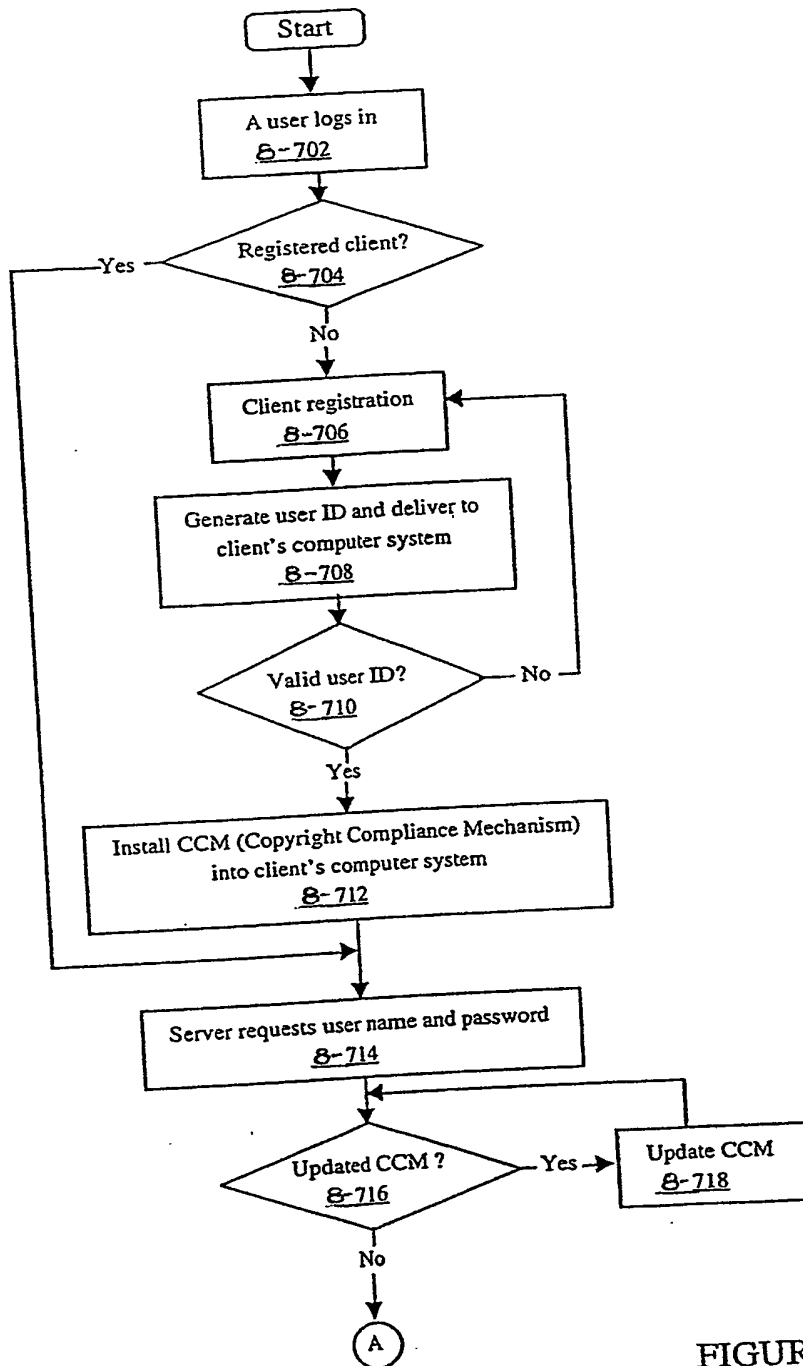 Start
A user logs in
8-702
Registered client?
8-704
Yes
No
Client registration
8-706
Generate user ID and deliver to
client's computer system
8-708
Valid user ID?
8-710
No
Yes
Install CCM (Copyright Compliance Mechanism)
into client's computer system
8-712
Server requests user name and password
8-714
Updated CCM ?
8-716
Yes
Update CCM
8-718
No
A
FIGUR